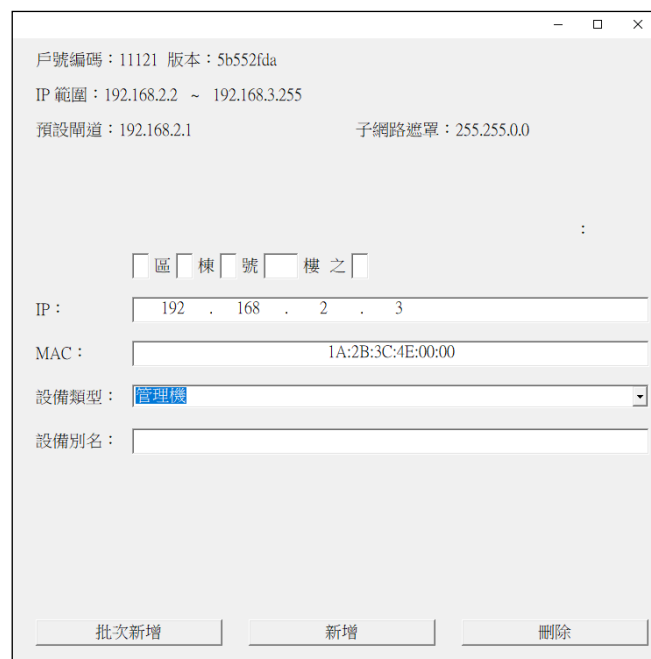 戶號編碼：11121 版本：5b552fda
IP 範圍：192.168.2.2 ~ 192.168.3.255
預設閘道：192.168.2.1 子網路遮罩：255.255.0.0
：
區 棟 號 樓 之
IP： 192 . 168 . 2 . 3
MAC： 1A:2B:3C:4E:00:00
設備類型： 管理機
設備別名：
批次新增 新增 刪除